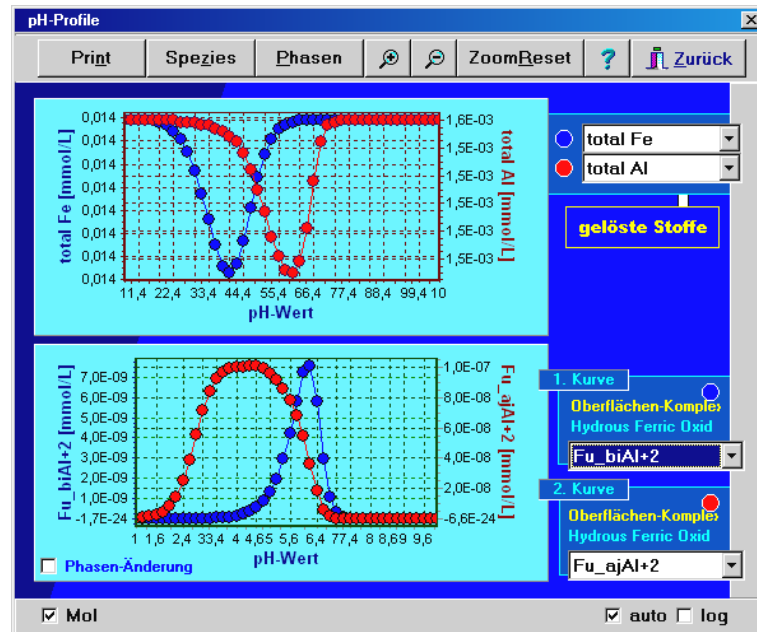 pH-Profile
Print Spezies Phasen ZoomReset ? Zurück
0,014 1,6E-03
0,014 1,5E-03
0,014 1,5E-03
0,014 1,5E-03
0,014 1,5E-03
0,014 1,5E-03
0,014
total Fe [mmol/L]
total Al [mmol/L]
11,4 22,4 33,4 44,4 55,4 66,4 77,4 88,4 99,4 10
pH-Wert
total Fe
total Al
gelöste Stoffe
7,0E-09 1,0E-07
6,0E-09 8,0E-08
5,0E-09 6,0E-08
4,0E-09 4,0E-08
3,0E-09 2,0E-08
2,0E-09 -6,6E-24
1,0E-09
-1,7E-24
Fu_biAl+2 [mmol/L]
Fu_ajAl+2 [mmol/L]
1 1,6 2,4 33,4 44,65 5,6 6,4 77,4 8 8,69 9,6
pH-Wert
Phasen-Änderung
1. Kurve
Oberflächen-Komplex
Hydrous Ferric Oxid
Fu_biAl+2
2. Kurve
Oberflächen-Komplex
Hydrous Ferric Oxid
Fu_ajAl+2
Mol auto log